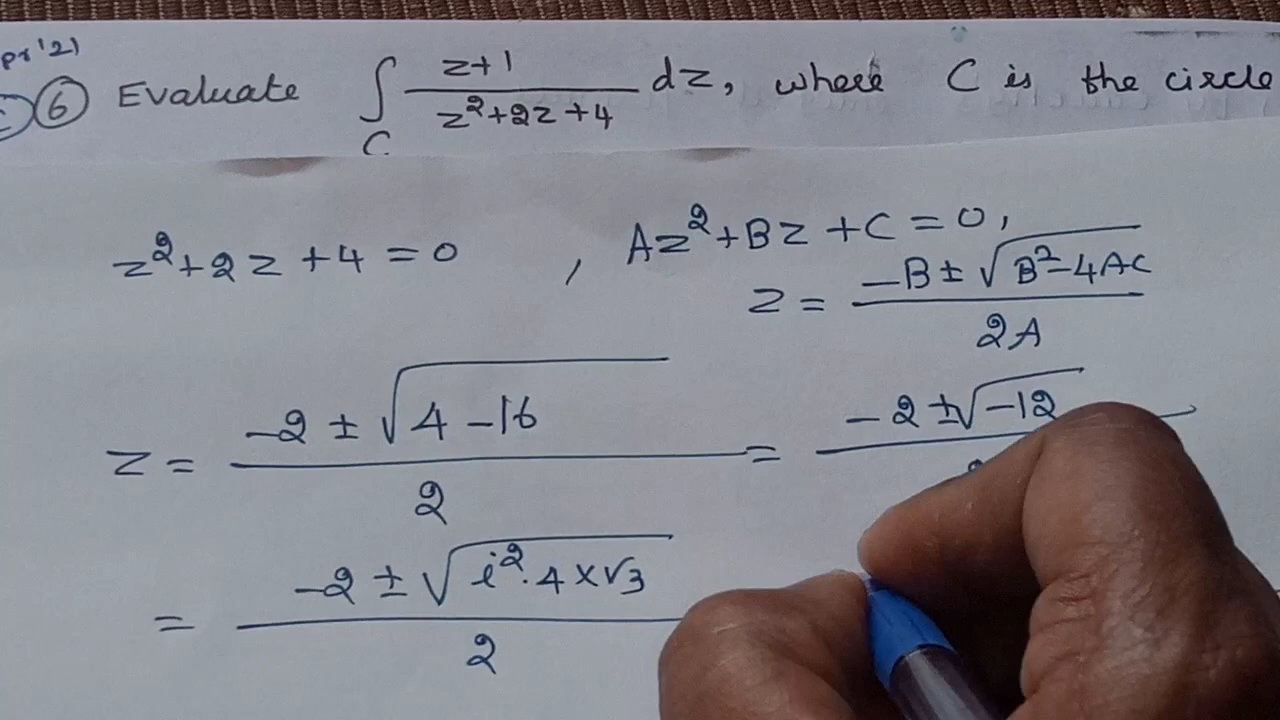 pr '21
6 Evaluate ∫C z+1 / z²+2z+4 dz, where C is the circle
z²+2z+4=0 , Az²+Bz+C=0,
z = -B±√B²-4AC / 2A
z = -2±√4-16 / 2 = -2±√-12
= -2±√i²·4×√3 / 2